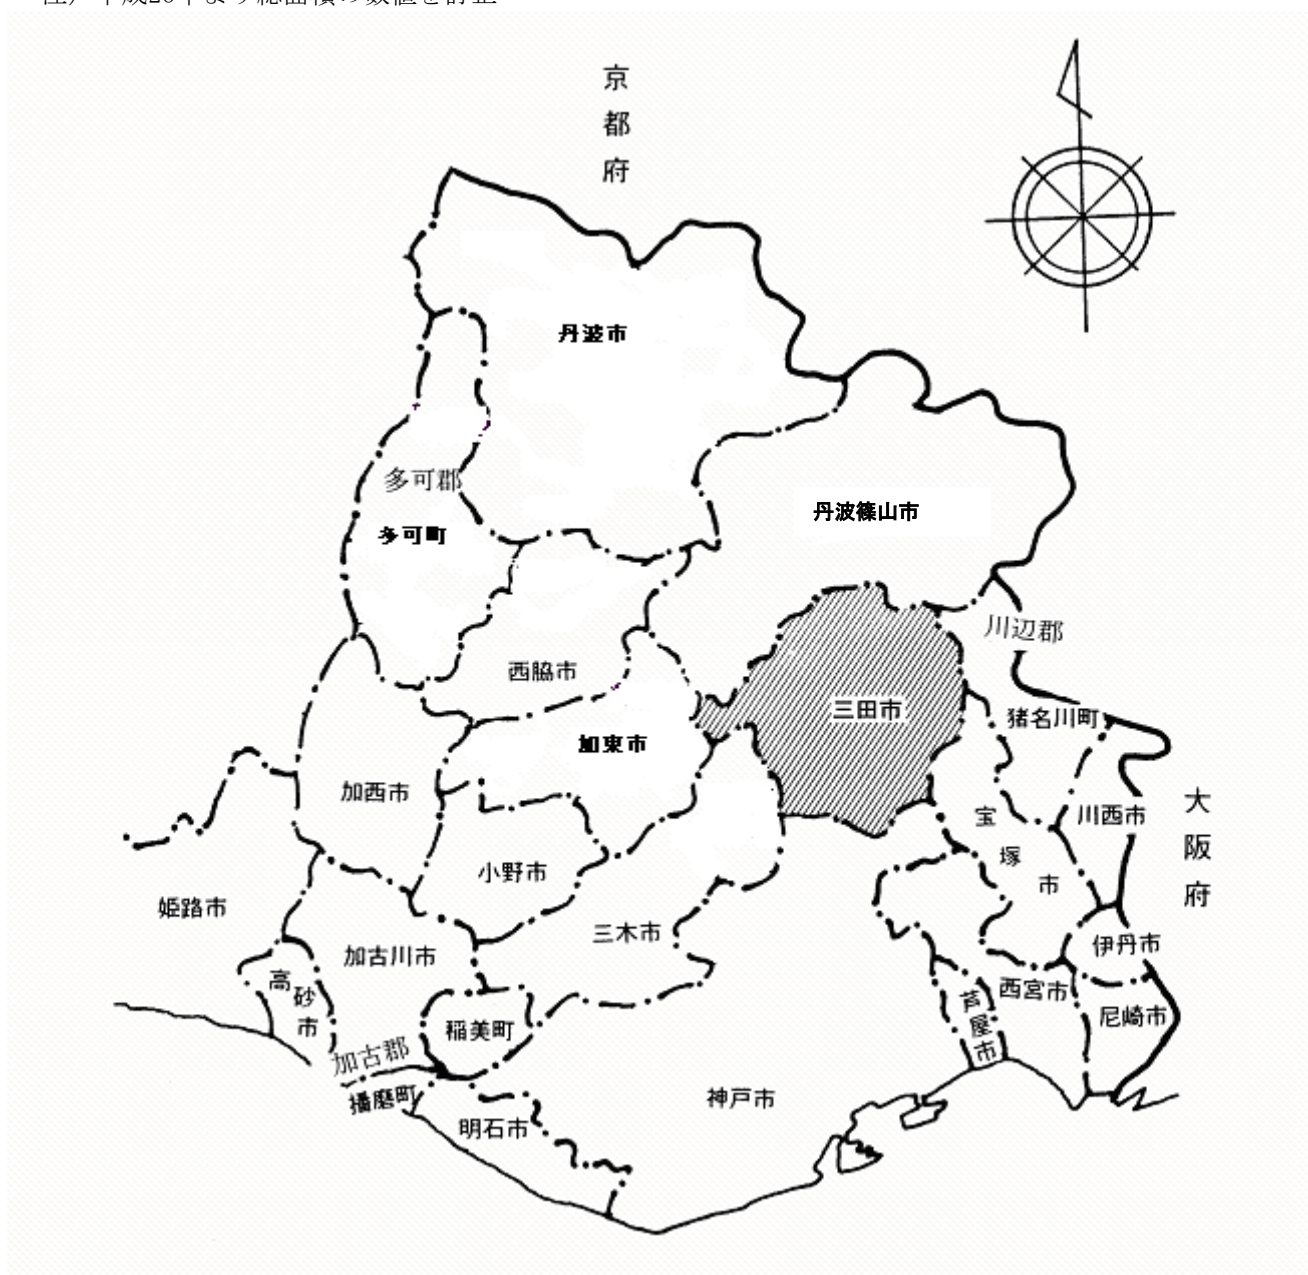 京都府
丹波市
多可郡
丹波篠山市
多可町
川辺郡
西脇市
三田市
猪名川町
加東市
加西市
宝塚市
川西市
大阪府
小野市
姫路市
三木市
伊丹市
加古川市
高砂市
西宮市
芦屋市
尼崎市
稲美町
加古郡
播磨町
神戸市
明石市